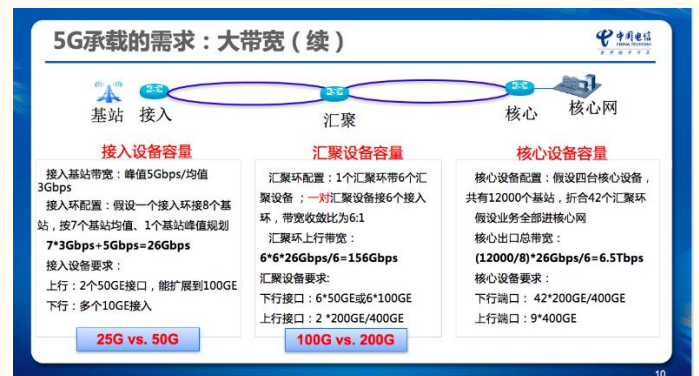 5G承载的需求：大带宽（续）
中国电信
CHINA TELECOM
基站
接入
汇聚
核心
核心网
接入设备容量
接入基站带宽：峰值5Gbps/均值
3Gbps
接入环配置：假设一个接入环接8个基
站，按7个基站均值、1个基站峰值规划
7*3Gbps+5Gbps=26Gbps
接入设备要求：
上行：2个50GE接口，能扩展到100GE
下行：多个10GE接入
25G vs. 50G
汇聚设备容量
汇聚环配置：1个汇聚环带6个汇
聚设备 ；一对汇聚设备接6个接入
环，带宽收敛比为6:1
汇聚环上行带宽：
6*6*26Gbps/6=156Gbps
汇聚设备要求:
下行接口：6*50GE或6*100GE
上行接口：2 *200GE/400GE
100G vs. 200G
核心设备容量
核心设备配置：假设四台核心设备，
共有12000个基站，折合42个汇聚环
假设业务全部进核心网
核心出口总带宽：
(12000/8)*26Gbps/6=6.5Tbps
核心设备要求：
下行端口： 42*200GE/400GE
上行端口：9*400GE
10